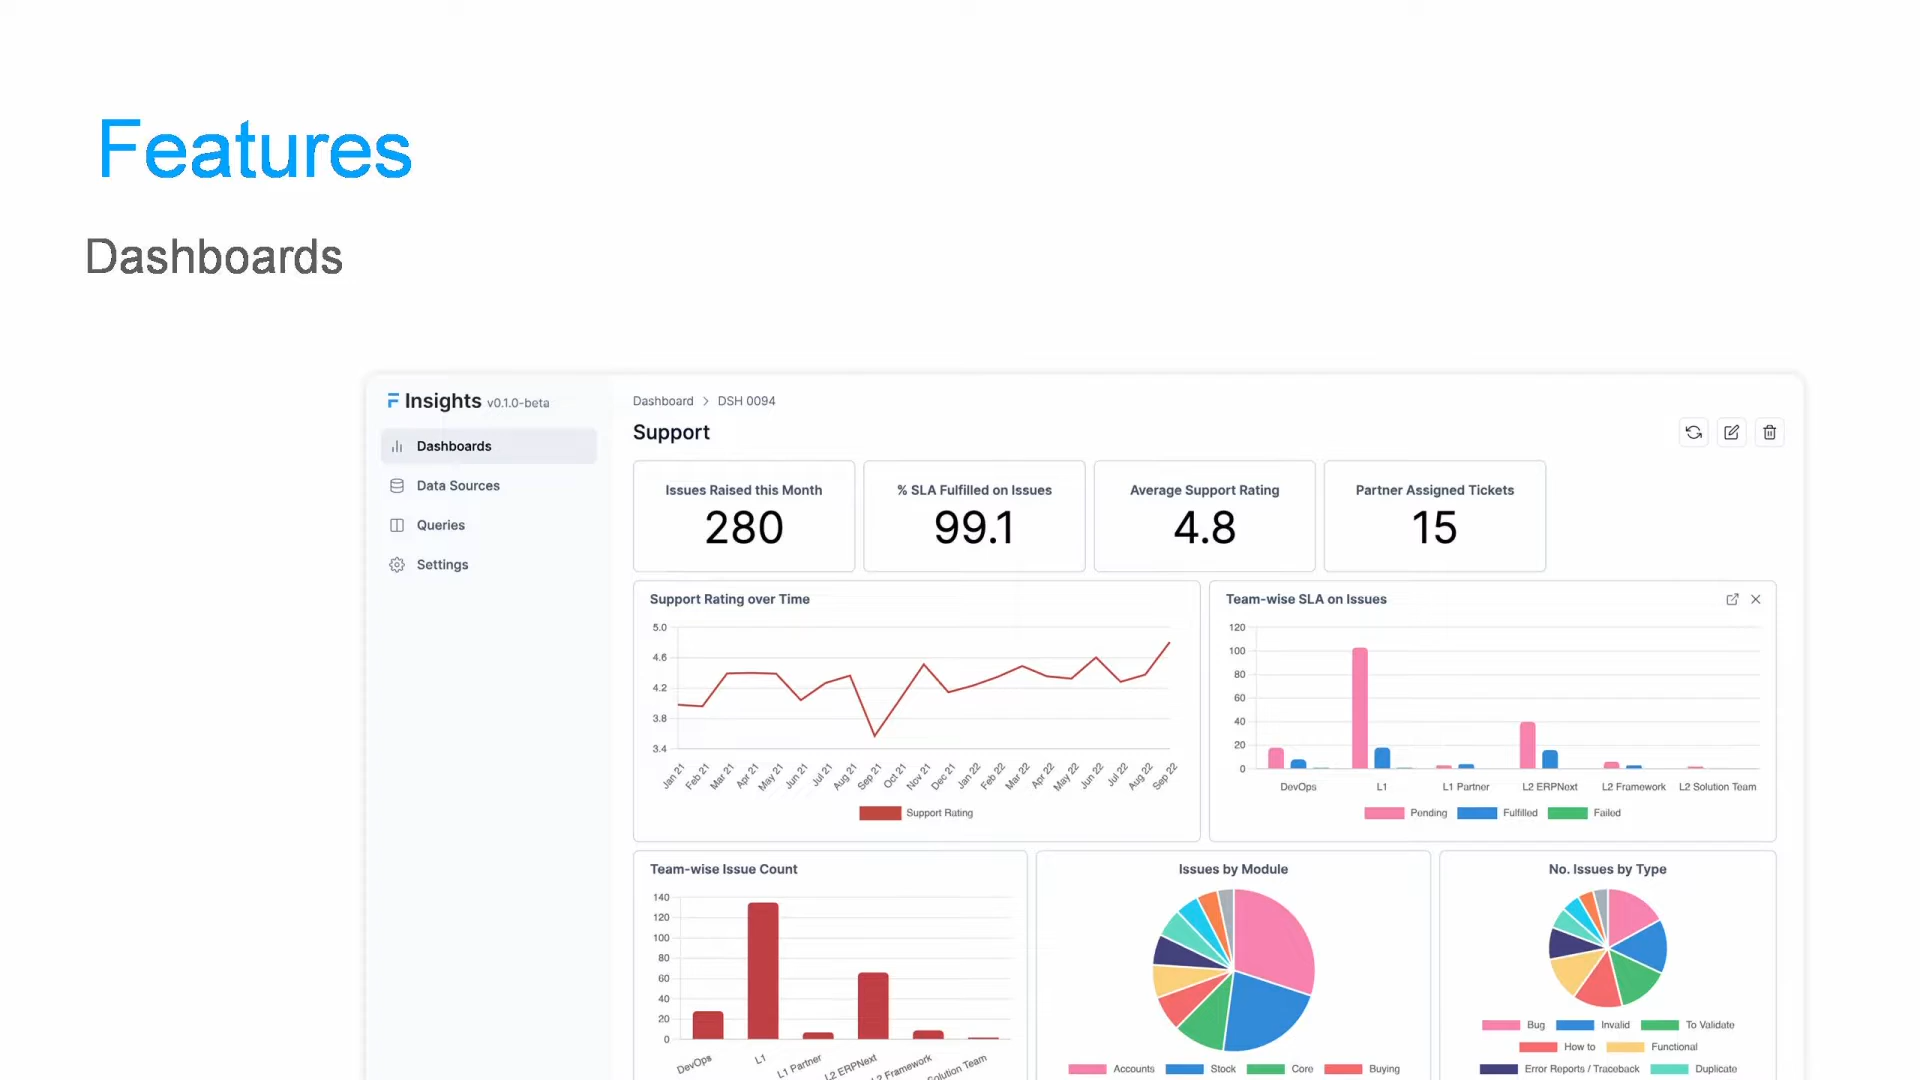 Features
Dashboards
Insights v0.1.0-beta
Dashboards
Data Sources
Queries
Settings
Dashboard > DSH 0094
Support
Issues Raised this Month
280
% SLA Fulfilled on Issues
99.1
Average Support Rating
4.8
Partner Assigned Tickets
15
Support Rating over Time
5.0
4.6
4.2
3.8
3.4
Jan 21 Feb 21 Mar 21 Apr 21 May 21 Jun 21 Jul 21 Aug 21 Sep 21 Oct 21 Nov 21 Dec 21 Jan 22 Feb 22 Mar 22 Apr 22 May 22 Jun 22 Jul 22 Aug 22 Sep 22
Support Rating
Team-wise SLA on Issues
120
100
80
60
40
20
0
DevOps L1 L1 Partner L2 ERPNext L2 Framework L2 Solution Team
Pending Fulfilled Failed
Team-wise Issue Count
140
120
100
80
60
40
20
0
DevOps L1 L1 Partner L2 ERPNext 2 Framework olution Team
Issues by Module
Accounts Stock Core Buying
No. Issues by Type
Bug Invalid To Validate
How to Functional
Error Reports / Traceback Duplicate